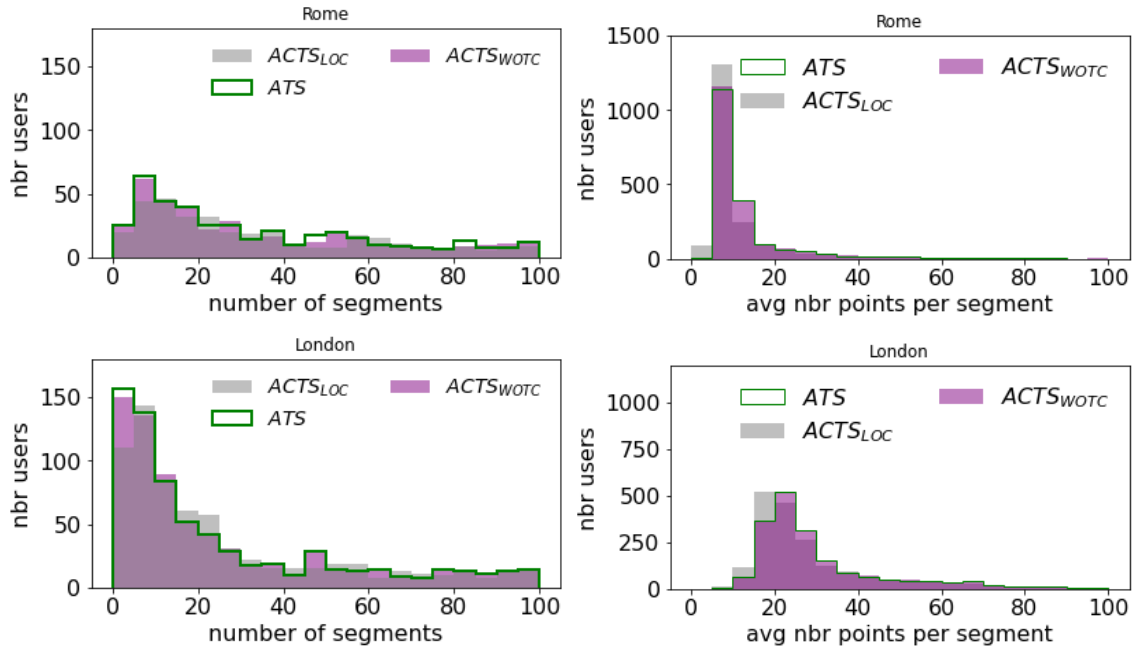 Rome
nbr users
150
100
50
0
ACTS_LOC
ACTS_WOTC
ATS
0 20 40 60 80 100
number of segments
Rome
nbr users
1500
1000
500
0
ATS
ACTS_WOTC
ACTS_LOC
0 20 40 60 80 100
avg nbr points per segment
London
nbr users
150
100
50
0
ACTS_LOC
ACTS_WOTC
ATS
0 20 40 60 80 100
number of segments
London
nbr users
1000
750
500
250
0
ATS
ACTS_WOTC
ACTS_LOC
0 20 40 60 80 100
avg nbr points per segment